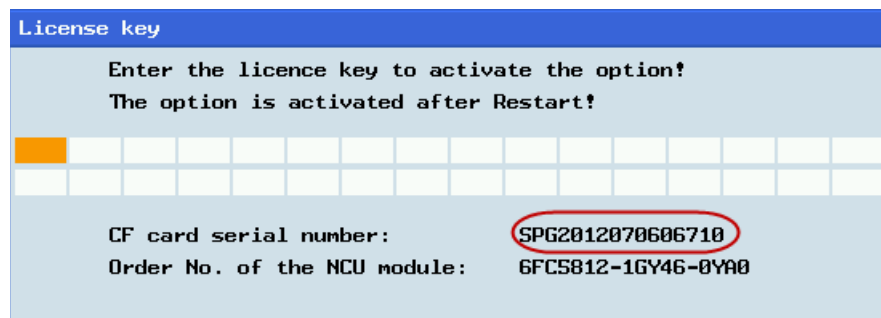 License key
Enter the licence key to activate the option!
The option is activated after Restart!
CF card serial number: SPG2012070606710
Order No. of the NCU module: 6FC5812-1GY46-0YA0